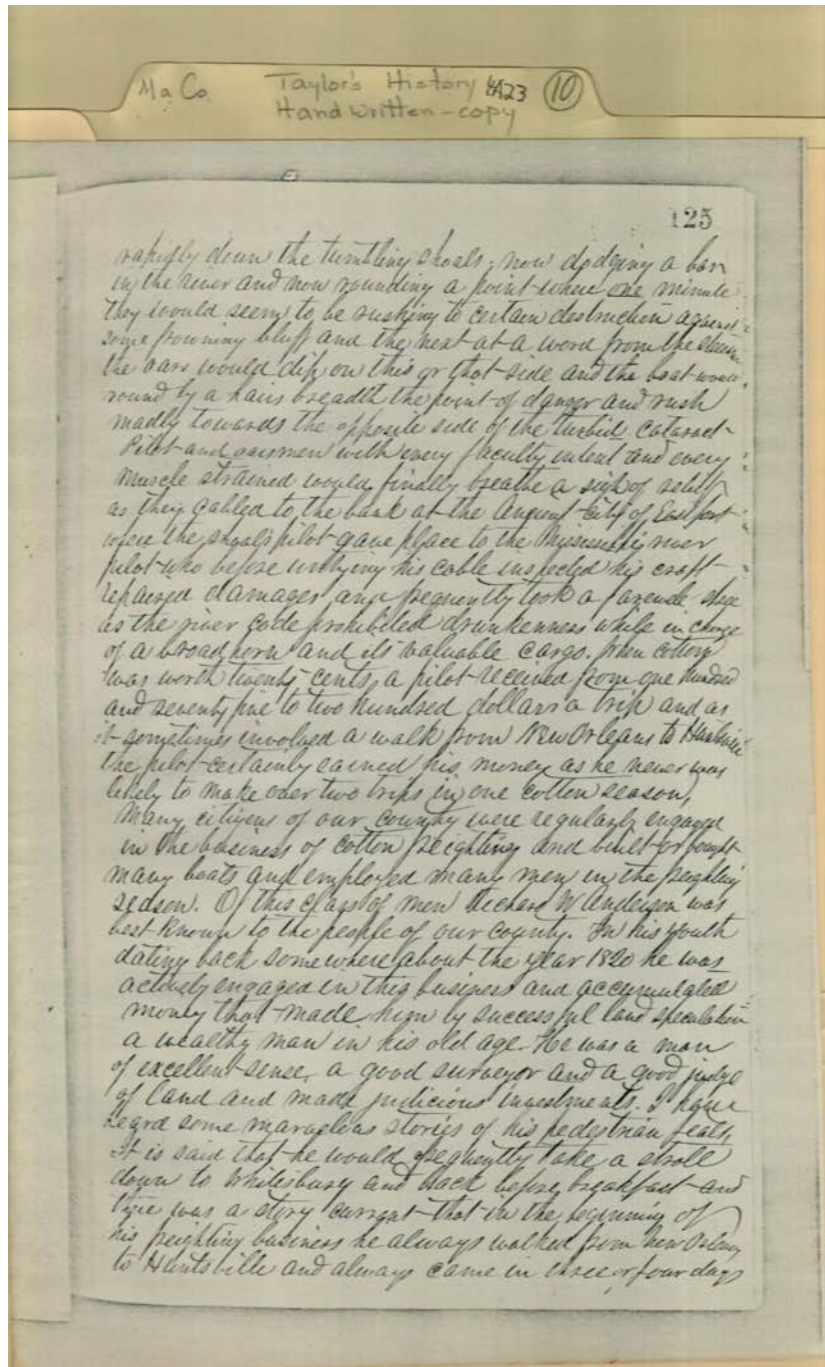 Ma Co Taylor's History 4A23 10
Handwritten - copy
125
rapidly down the tumbling shoals; now dodging a bar
in the river and now rounding a point where one minute
they would seem to be rushing to certain destruction against
some frowning bluff and the next at a word from the
the oars would dip on this or that side and the boat would
round by a hairs breadth the point of danger and rush
madly towards the opposite side of the turbid cataract
Pilot and oarsmen with every faculty intent and every
muscle strained would finally breathe a sigh of relief
as they called to the bank at the Ancient City of Eastport
where the shoals pilot gave place to the Mississippi river
pilot who before untying his cable inspected his craft
repaired damages and frequently took a
as the river code prohibited drunkenness while in charge
of a broadhorn and its valuable cargo. When cotton
was worth twenty cents, a pilot received from one hundred
and seventy five to two hundred dollars a trip and as
it sometimes involved a walk from New Orleans to Huntsville
the pilot certainly earned his money as he never was
likely to make over two trips in one cotton season,
Many citizens of our country were regularly engaged
in the business of cotton freighting and built or bought
many boats and employed many men in the freighting
season. Of this class of men Richard W Anderson was
best known to the people of our county. In his youth
dating back somewhere about the year 1820 he was
actively engaged in this business and accumulated
money that made him by successful land speculation
a wealthy man in his old age. He was a man
of excellent sense, a good surveyor and a good judge
of land and made judicious investments. I have
heard some marvelous stories of his pedestrian feats,
It is said that he would frequently take a stroll
down to Whitesburg and back before breakfast and
there was a story current that in the beginning of
his freighting business he always walked from New Orleans
to Huntsville and always came in three or four days